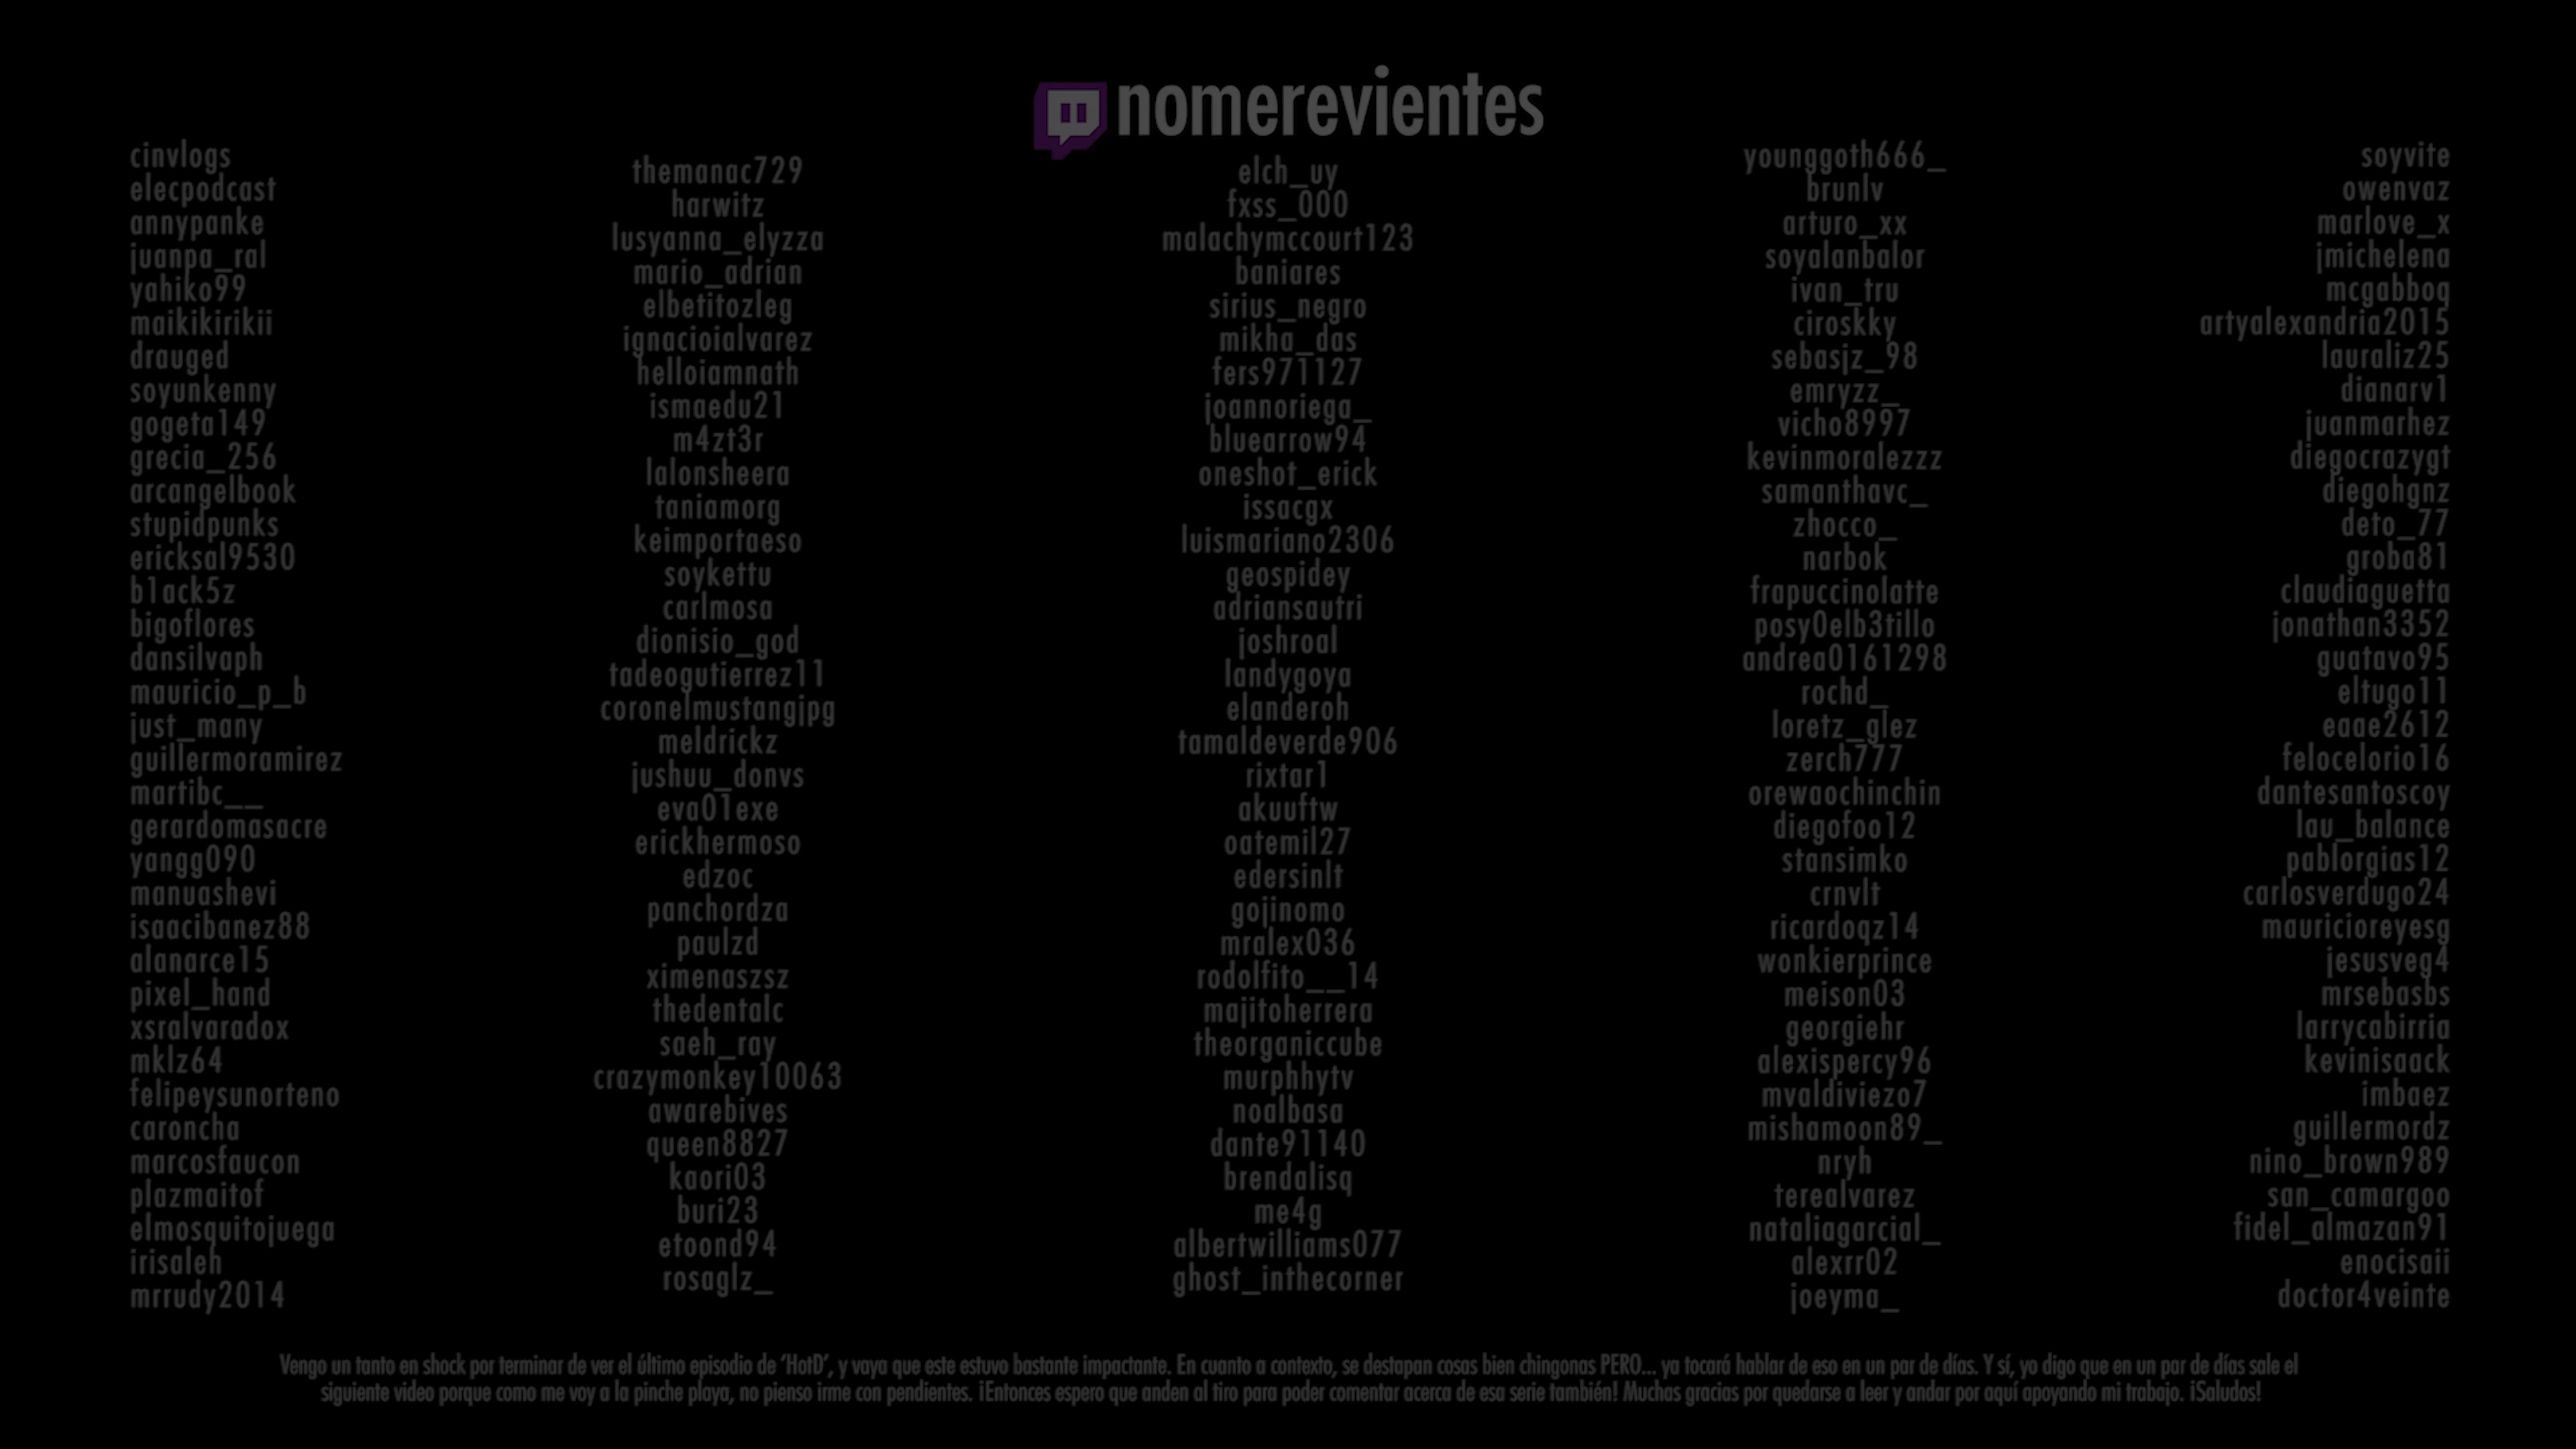 nomerevientes
cinvlogs
elecpodcast
annypanke
juanpa_ral
yahiko99
maikikirikii
drauged
soyunkenny
gogeta149
grecia_256
arcangelbook
stupidpunks
ericksal9530
b1ack5z
bigoflores
dansilvaph
mauricio_p_b
just_many
guillermoramirez
martibc__
gerardomasacre
yangg090
manuashevi
isaacibanez88
alanarce15
pixel_hand
xsralvaradox
mklz64
felipeysunorteno
caroncha
marcosfaucon
plazmaitof
elmosquitojuega
irisaleh
mrrudy2014
themanac729
harwitz
lusyanna_elyzza
mario_adrian
elbetitozleg
ignacioialvarez
helloiamnath
ismaedu21
m4zt3r
lalonsheera
taniamorg
keimportaeso
soykettu
carlmosa
dionisio_god
tadeogutierrez11
coronelmustangjpg
meldrickz
jushuu_donvs
eva01exe
erickhermoso
edzoc
panchordza
paulzd
ximenaszsz
thedentalc
saeh_ray
crazymonkey10063
awarebives
queen8827
kaori03
buri23
etoond94
rosaglz_
elch_uy
fxss_000
malachymccourt123
baniares
sirius_negro
mikha_das
fers971127
joannoriega_
bluearrow94
oneshot_erick
issacgx
luismariano2306
geospidey
adriansautri
joshroal
landygoya
elanderoh
tamaldeverde906
rixtar1
akuuftw
oatemil27
edersinlt
gojinomo
mralex036
rodolfito__14
majitoherrera
theorganiccube
murphhytv
noalbasa
dante91140
brendalisq
me4g
albertwilliams077
ghost_inthecorner
younggoth666_
brunlv
arturo_xx
soyalanbalor
ivan_tru
ciroskky
sebasjz_98
emryzz_
vicho8997
kevinmoralezzz
samanthavc_
zhocco_
narbok
frapuccinolatte
posy0elb3tillo
andrea0161298
rochd_
loretz_glez
zerch777
orewaochinchin
diegofoo12
stansimko
crnvlt
ricardoqz14
wonkierprince
meison03
georgiehr
alexispercy96
mvaldiviezo7
mishamoon89_
nryh
terealvarez
nataliagarcial_
alexrr02
joeyma_
soyvite
owenvaz
marlove_x
jmichelena
mcgabboq
artyalexandria2015
lauraliz25
dianarv1
juanmarhez
diegocrazygt
diegohgnz
deto_77
groba81
claudiaguetta
jonathan3352
guatavo95
eltugo11
eaae2612
felocelorio16
dantesantoscoy
lau_balance
pablorgias12
carlosverdugo24
mauricioreyesg
jesusveg4
mrsebasbs
larrycabirria
kevinisaack
imbaez
guillermordz
nino_brown989
san_camargoo
fidel_almazan91
enocisaii
doctor4veinte
Vengo un tanto en shock por terminar de ver el último episodio de 'HotD', y vaya que este estuvo bastante impactante. En cuanto a contexto, se destapan cosas bien chingonas PERO... ya tocará hablar de eso en un par de días. Y sí, yo digo que en un par de días sale el
siguiente video porque como me voy a la pinche playa, no pienso irme con pendientes. ¡Entonces espero que anden al tiro para poder comentar acerca de esa serie también! Muchas gracias por quedarse a leer y andar por aquí apoyando mi trabajo. ¡Saludos!